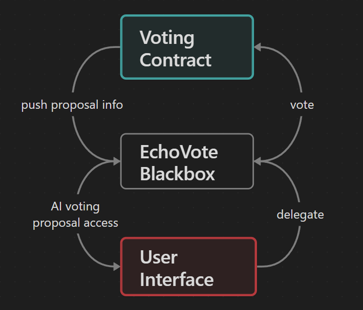 Voting
Contract
push proposal info
vote
EchoVote
Blackbox
AI voting
proposal access
delegate
User
Interface